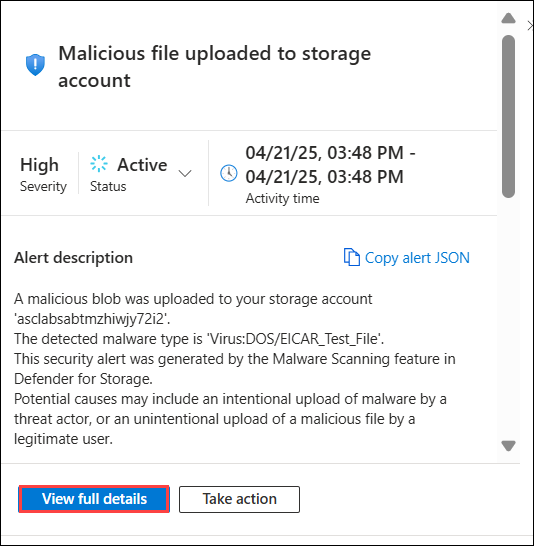 Malicious file uploaded to storage
account
High
Severity
Active
Status
04/21/25, 03:48 PM -
04/21/25, 03:48 PM
Activity time
Alert description
Copy alert JSON
A malicious blob was uploaded to your storage account
'asclabsabtmzhiwjy72i2'.
The detected malware type is 'Virus:DOS/EICAR_Test_File'.
This security alert was generated by the Malware Scanning feature in
Defender for Storage.
Potential causes may include an intentional upload of malware by a
threat actor, or an unintentional upload of a malicious file by a
legitimate user.
View full details
Take action